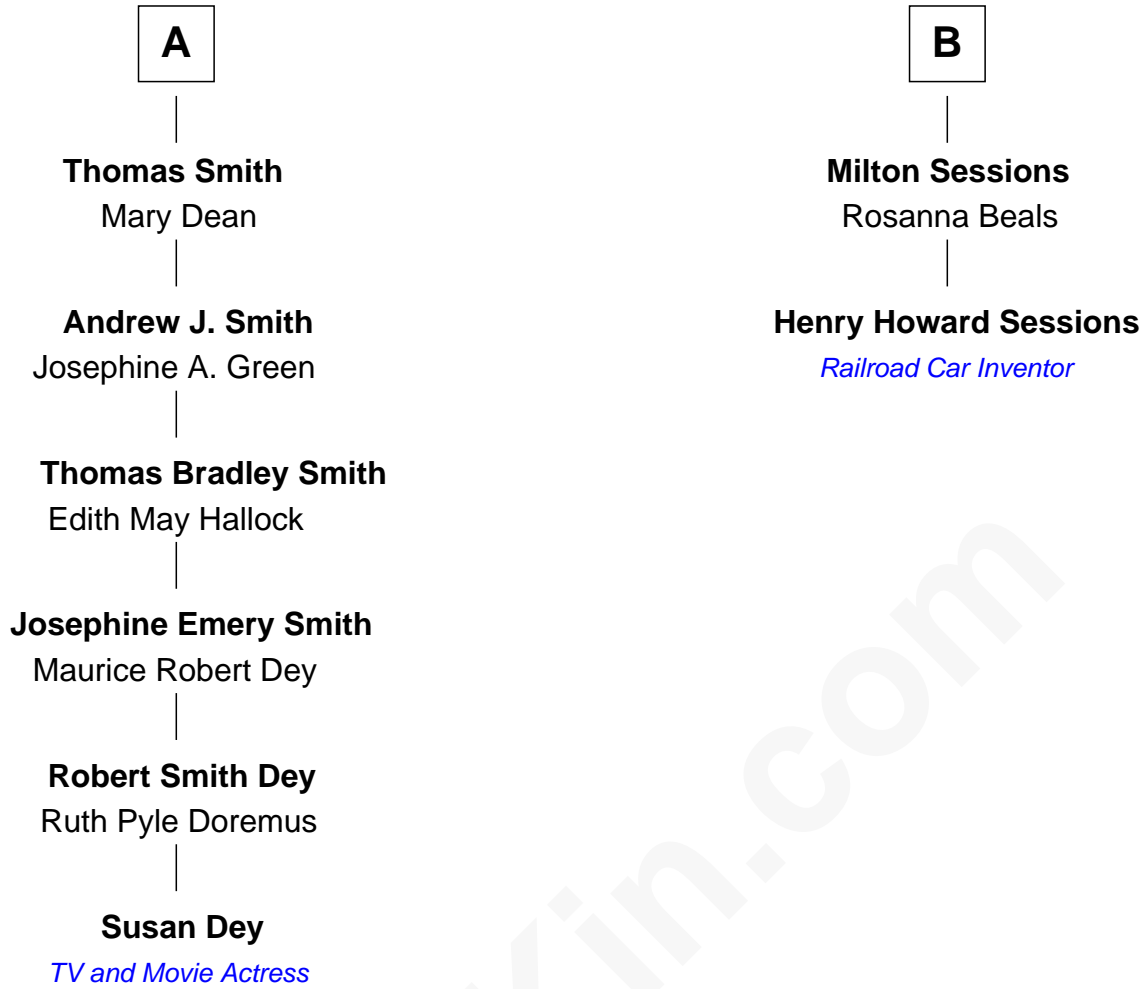 A
Thomas Smith
Mary Dean
Andrew J. Smith
Josephine A. Green
Thomas Bradley Smith
Edith May Hallock
Josephine Emery Smith
Maurice Robert Dey
Robert Smith Dey
Ruth Pyle Doremus
Susan Dey
TV and Movie Actress
B
Milton Sessions
Rosanna Beals
Henry Howard Sessions
Railroad Car Inventor